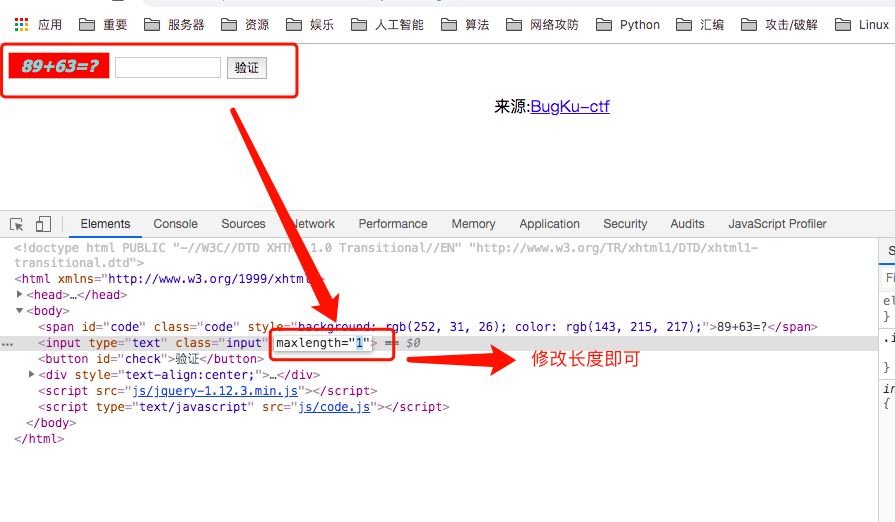 应用 重要 服务器 资源 娱乐 人工智能 算法 网络攻防 Python 汇编 攻击/破解 Linux
89+63=? 验证
来源:BugKu-ctf
Elements Console Sources Network Performance Memory Application Security Audits JavaScript Profiler
<!doctype html PUBLIC "-//W3C//DTD XHTML 1.0 Transitional//EN" "http://www.w3.org/TR/xhtml1/DTD/xhtml1-
transitional.dtd">
<html xmlns="http://www.w3.org/1999/xhtml">
<head>…</head>
<body>
<span id="code" class="code" style="background: rgb(252, 31, 26); color: rgb(143, 215, 217);">89+63=?</span>
<input type="text" class="input" maxlength="1"> == $0
<button id="check">验证</button>
修改长度即可
<div style="text-align:center;">…</div>
<script src="js/jquery-1.12.3.min.js"></script>
<script type="text/javascript" src="js/code.js"></script>
</body>
</html>
S
Fi
el
}
.i
}
in
{